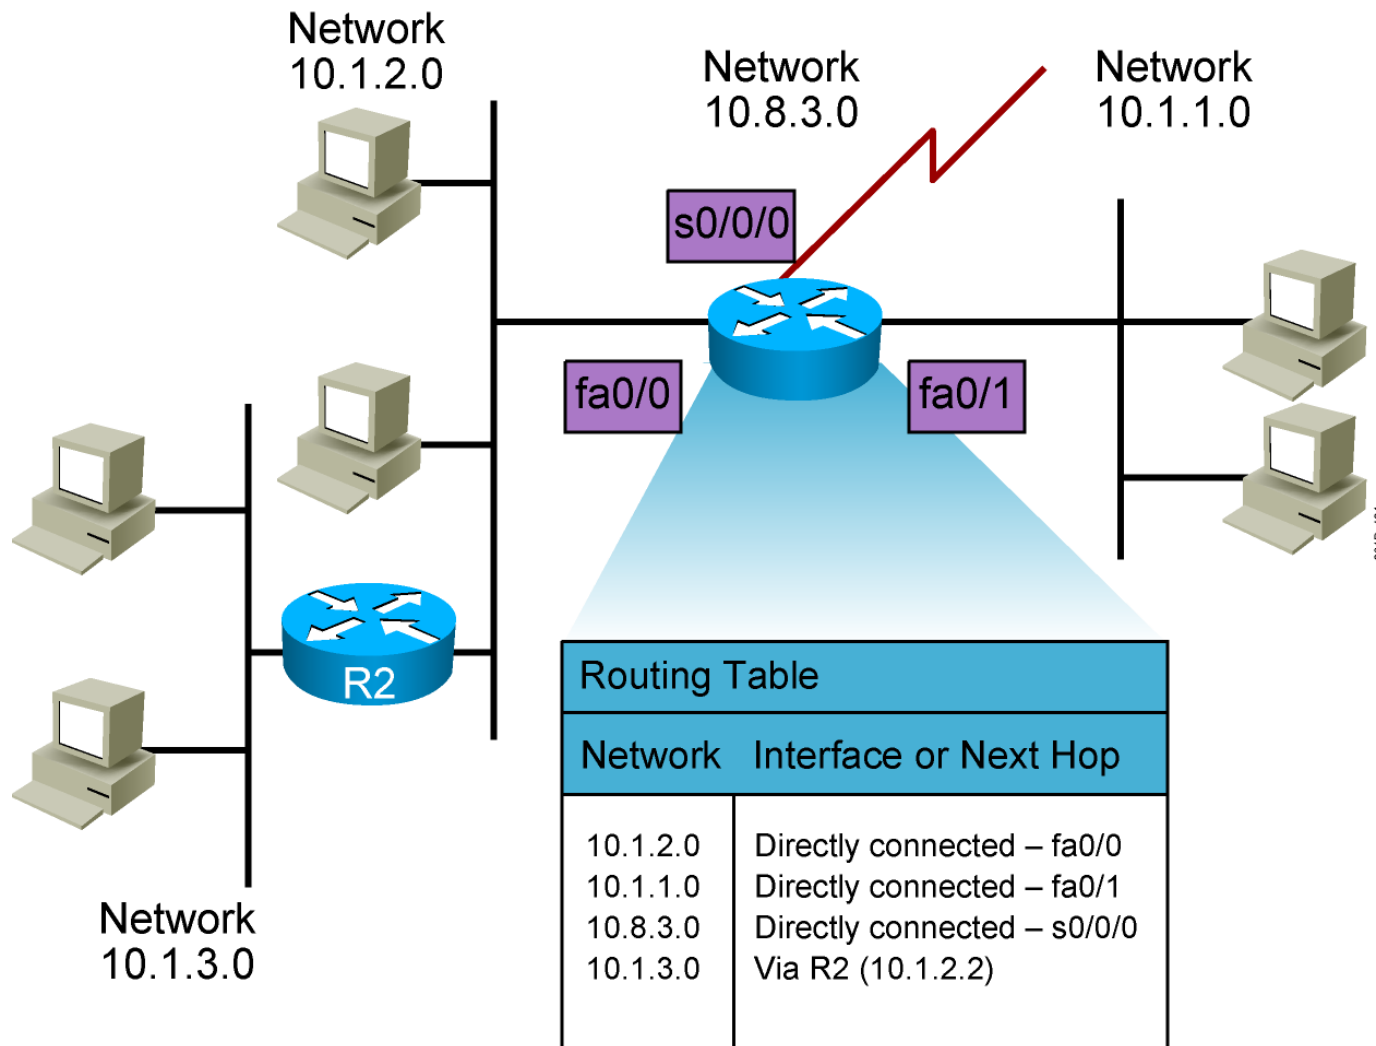 Network
10.1.2.0
Network
10.8.3.0
Network
10.1.1.0
s0/0/0
fa0/0
fa0/1
R2
Network
10.1.3.0
Routing Table
Network Interface or Next Hop
10.1.2.0 Directly connected – fa0/0
10.1.1.0 Directly connected – fa0/1
10.8.3.0 Directly connected – s0/0/0
10.1.3.0 Via R2 (10.1.2.2)